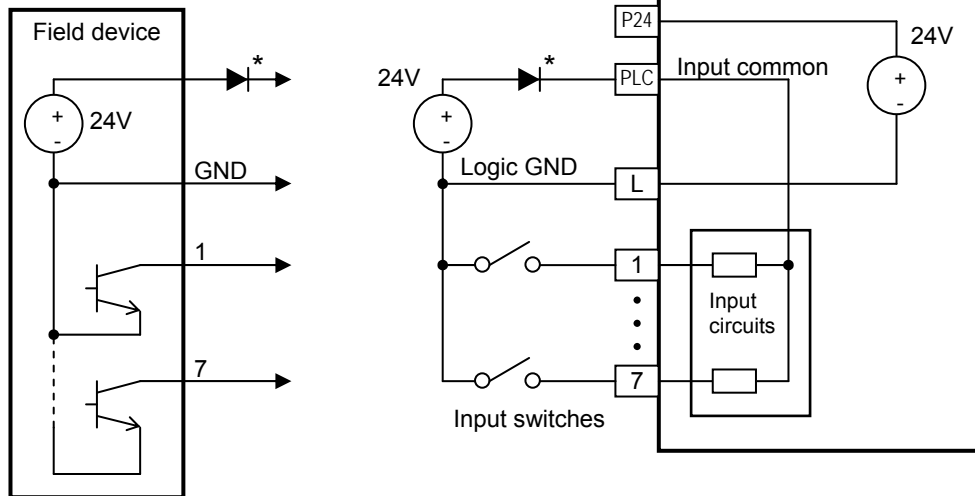 Field device
*
+
-
24V
GND
1
7
24V
*
+
-
Logic GND
Input switches
P24
PLC
L
1
7
Input common
24V
+
-
Input
circuits